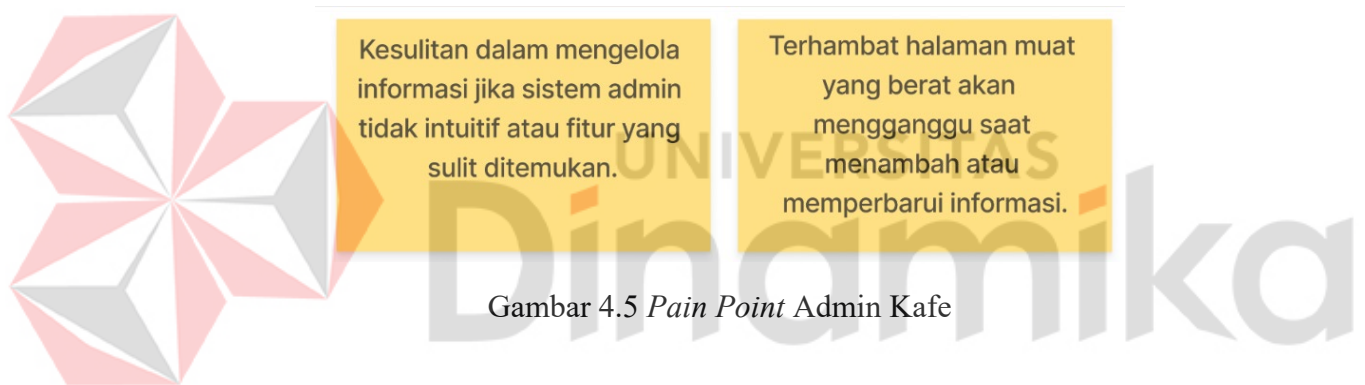 Kesulitan dalam mengelola
informasi jika sistem admin
tidak intuitif atau fitur yang
sulit ditemukan.
Terhambat halaman muat
yang berat akan
mengganggu saat
menambah atau
memperbarui informasi.
UNIVERSITAS
Dinamika
Gambar 4.5 Pain Point Admin Kafe